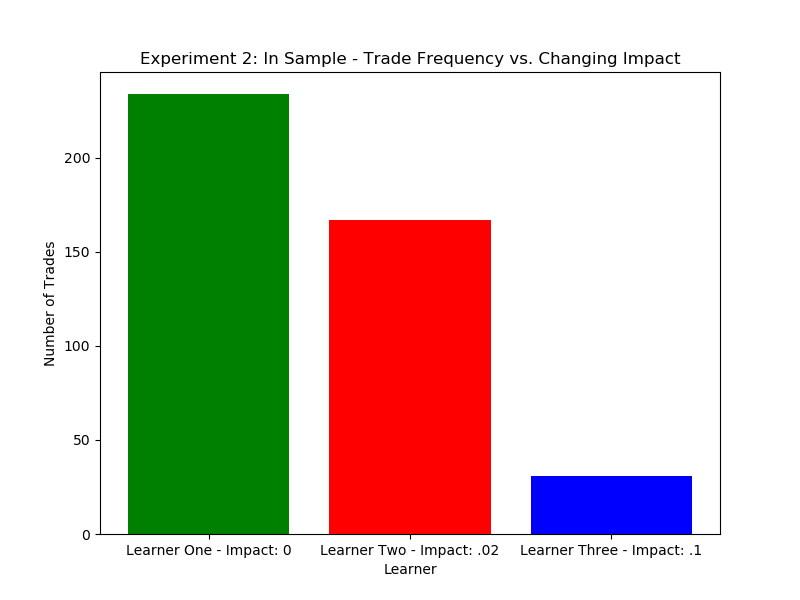 Experiment 2: In Sample - Trade Frequency vs. Changing Impact
Number of Trades
200
150
100
50
0
Learner One - Impact: 0
Learner Two - Impact: .02
Learner Three - Impact: .1
Learner